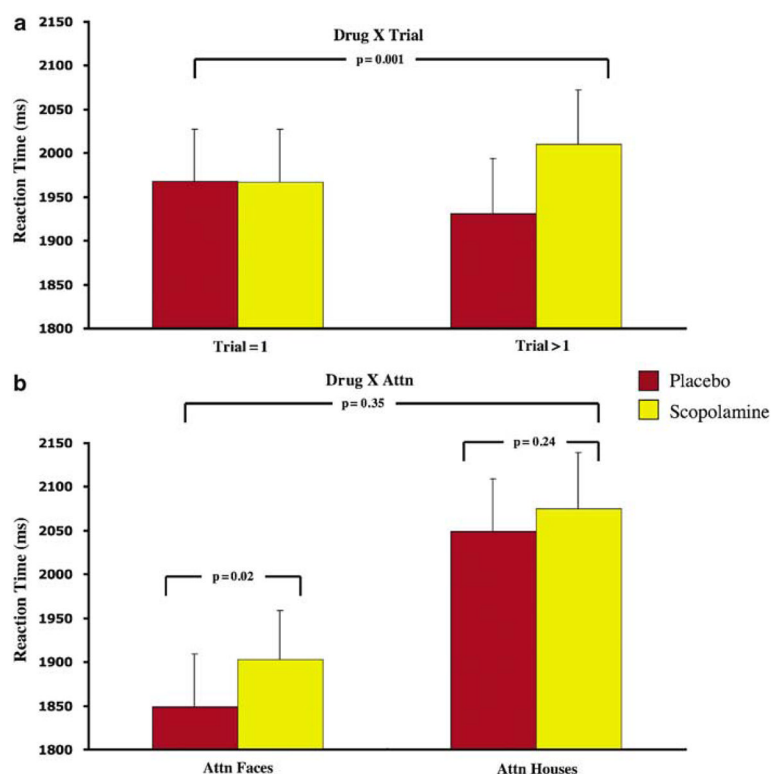 a
Drug X Trial
p = 0.001
Reaction Time (ms)
2150
2100
2050
2000
1950
1900
1850
1800
Trial = 1
Trial > 1
b
Drug X Attn
p = 0.35
Placebo
Scopolamine
Reaction Time (ms)
2150
2100
2050
2000
1950
1900
1850
1800
p = 0.24
p = 0.02
Attn Faces
Attn Houses